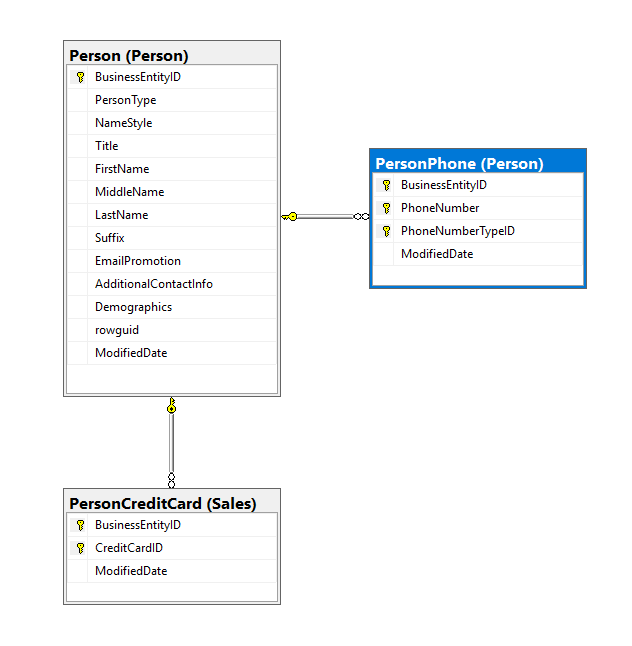 Person (Person)
BusinessEntityID
PersonType
NameStyle
Title
FirstName
MiddleName
LastName
Suffix
EmailPromotion
AdditionalContactInfo
Demographics
rowguid
ModifiedDate
PersonPhone (Person)
BusinessEntityID
PhoneNumber
PhoneNumberTypeID
ModifiedDate
PersonCreditCard (Sales)
BusinessEntityID
CreditCardID
ModifiedDate